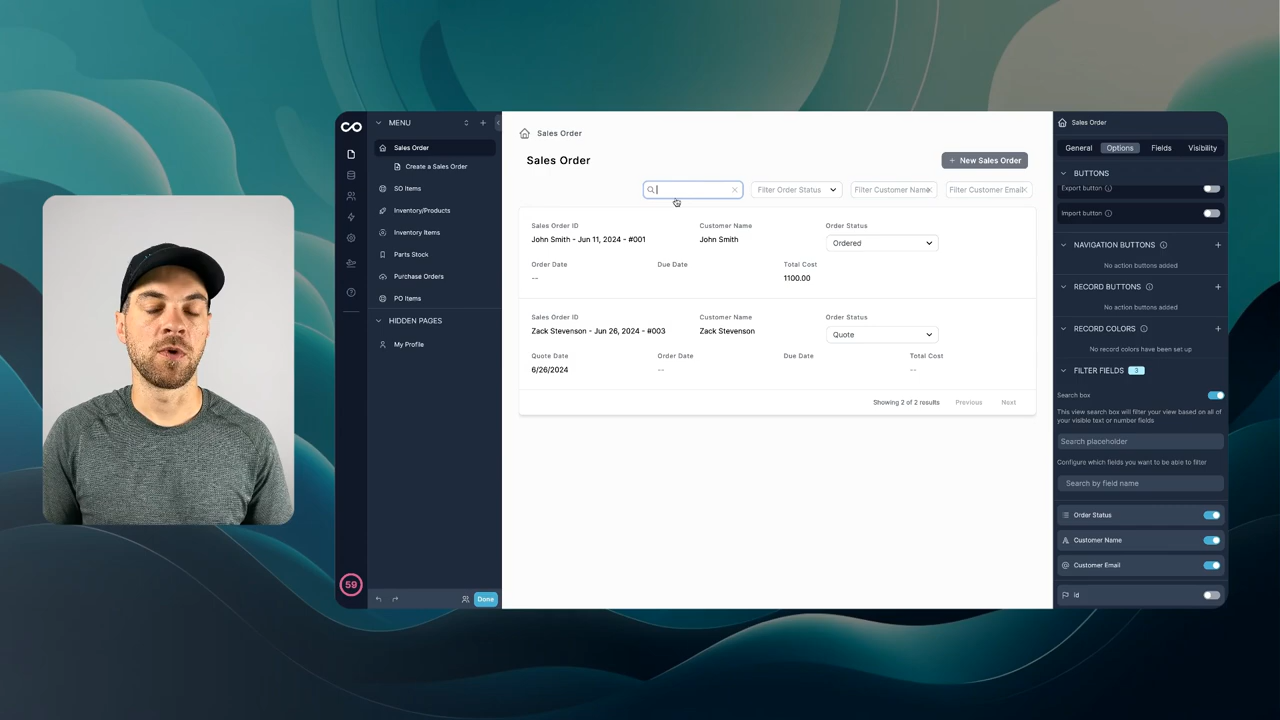 MENU
Sales Order
Create a Sales Order
SO Items
Inventory/Products
Inventory Items
Parts Stock
Purchase Orders
PO Items
HIDDEN PAGES
My Profile
59
Done
Sales Order
Sales Order
+ New Sales Order
Filter Order Status
Filter Customer Name
Filter Customer Email
Sales Order ID
Customer Name
Order Status
John Smith - Jun 11, 2024 - #001
John Smith
Ordered
Order Date
Due Date
Total Cost
--
1100.00
Sales Order ID
Customer Name
Order Status
Zack Stevenson - Jun 26, 2024 - #003
Zack Stevenson
Quote
Quote Date
Order Date
Due Date
Total Cost
6/26/2024
--
--
Showing 2 of 2 results
Previous
Next
Sales Order
General
Options
Fields
Visibility
BUTTONS
Export button
Import button
NAVIGATION BUTTONS
No action buttons added
RECORD BUTTONS
No action buttons added
RECORD COLORS
No record colors have been set up
FILTER FIELDS 3
Search box
This view search box will filter your view based on all of
your visible text or number fields
Search placeholder
Configure which fields you want to be able to filter
Search by field name
Order Status
Customer Name
Customer Email
Id